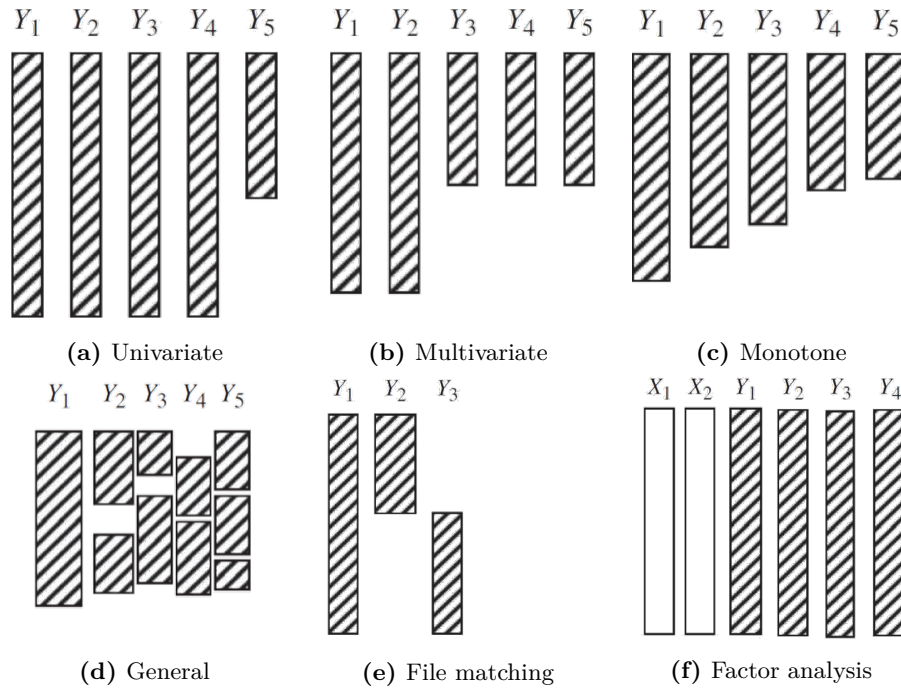 Y₁ Y₂ Y₃ Y₄ Y₅
Y₁ Y₂ Y₃ Y₄ Y₅
Y₁ Y₂ Y₃ Y₄ Y₅
(a) Univariate
(b) Multivariate
(c) Monotone
Y₁ Y₂ Y₃ Y₄ Y₅
Y₁ Y₂ Y₃
X₁ X₂ Y₁ Y₂ Y₃ Y₄
(d) General
(e) File matching
(f) Factor analysis